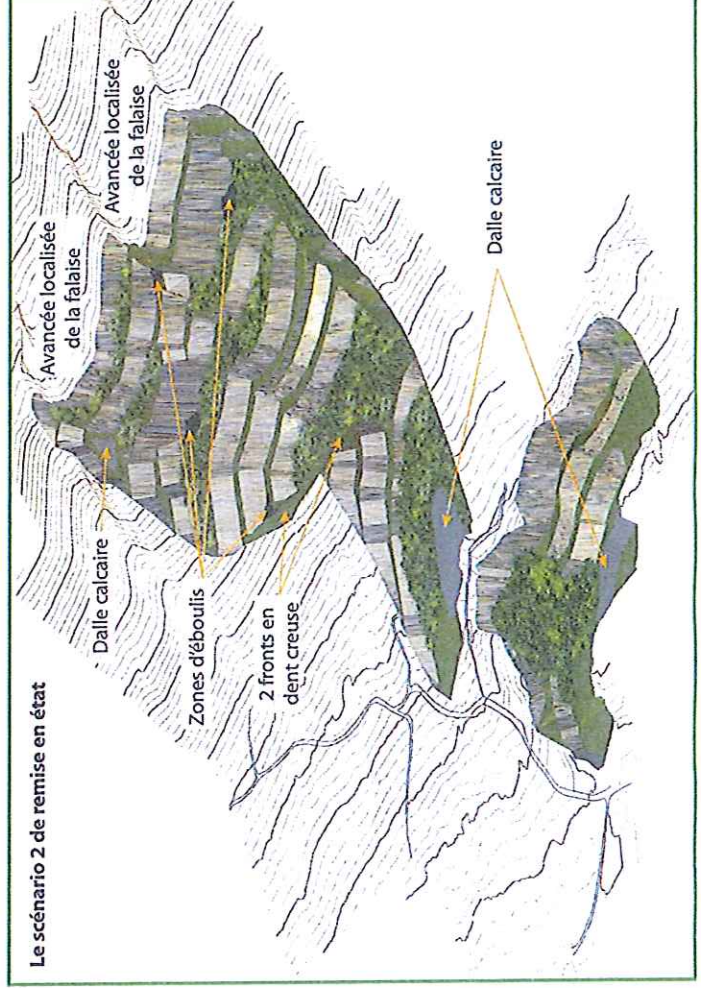 Le scénario 2 de remise en état
Avancée localisée
de la falaise
Avancée localisée
de la falaise
Dalle calcaire
Zones d'éboulis
2 fronts en
dent creuse
Dalle calcaire